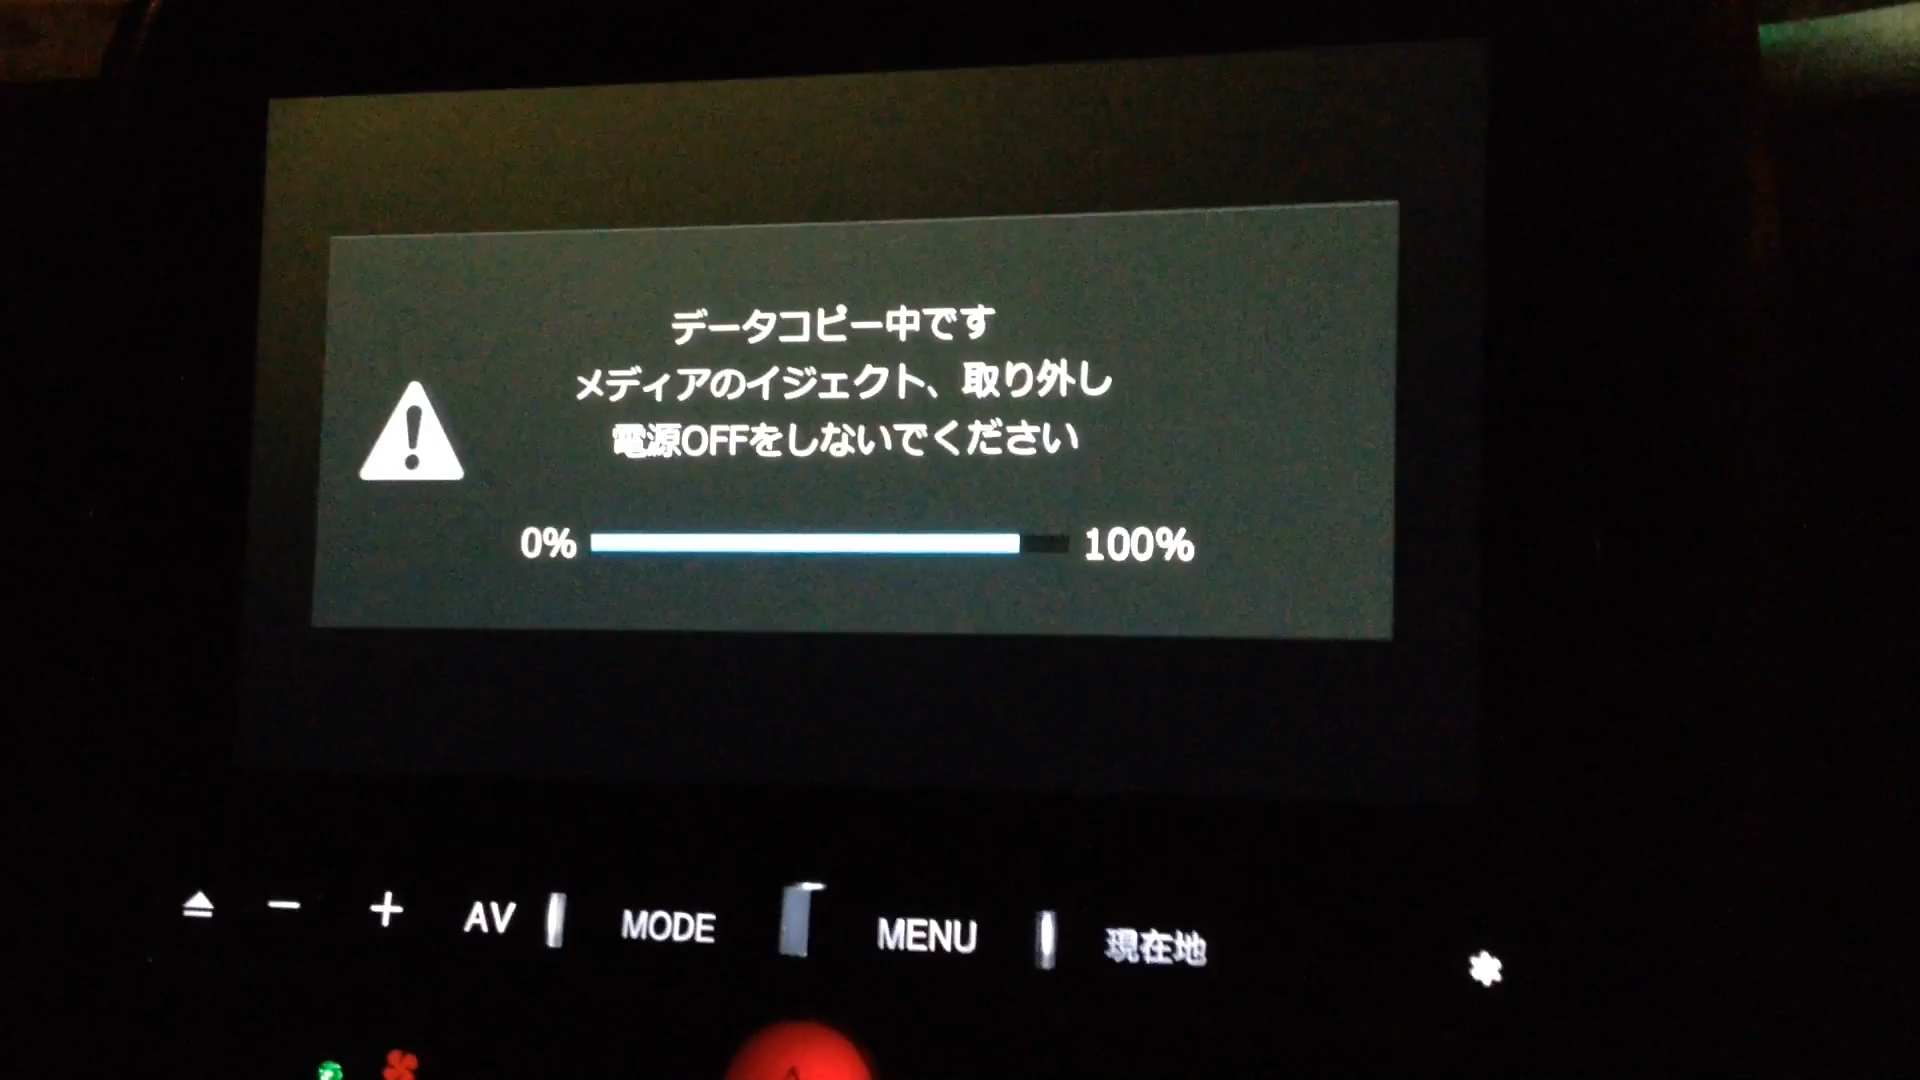 データコピー中です
メディアのイジェクト、取り外し
電源OFFをしないでください
0% 100%
AV MODE MENU 現在地